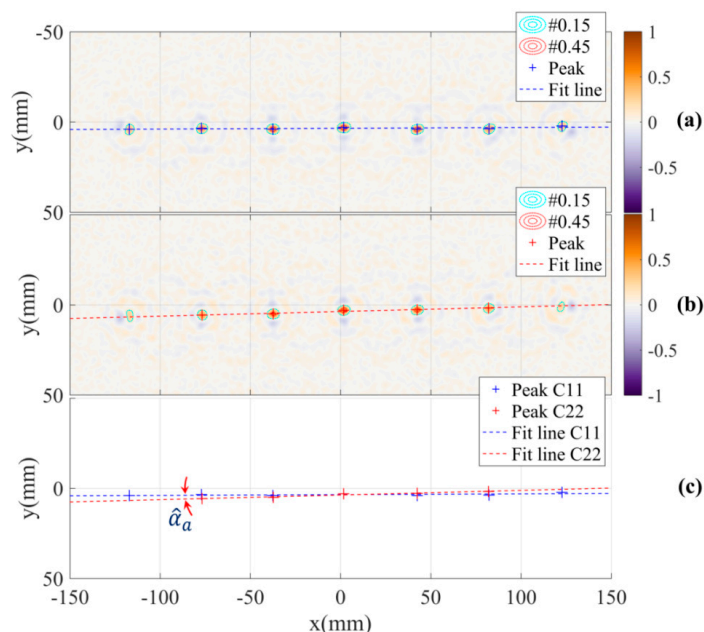 -50
0
50
y(mm)
#0.15
#0.45
Peak
Fit line
1
0.5
0
-0.5
(a)
0
50
y(mm)
#0.15
#0.45
Peak
Fit line
1
0.5
0
-0.5
-1
(b)
0
50
y(mm)
Peak C11
Peak C22
Fit line C11
Fit line C22
α̂a
(c)
-150
-100
-50
0
50
100
150
x(mm)